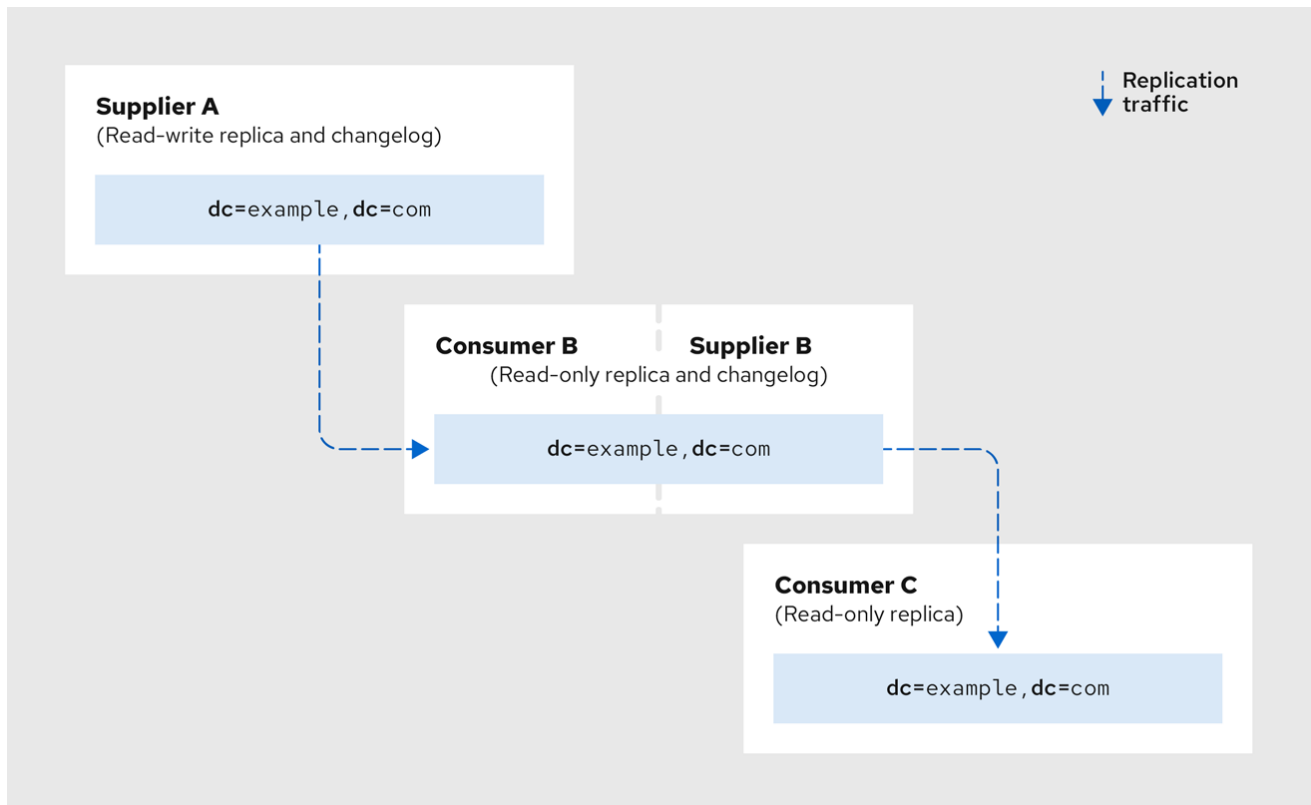 Supplier A
(Read-write replica and changelog)
dc=example,dc=com
Replication
traffic
Consumer B
Supplier B
(Read-only replica and changelog)
dc=example,dc=com
Consumer C
(Read-only replica)
dc=example,dc=com